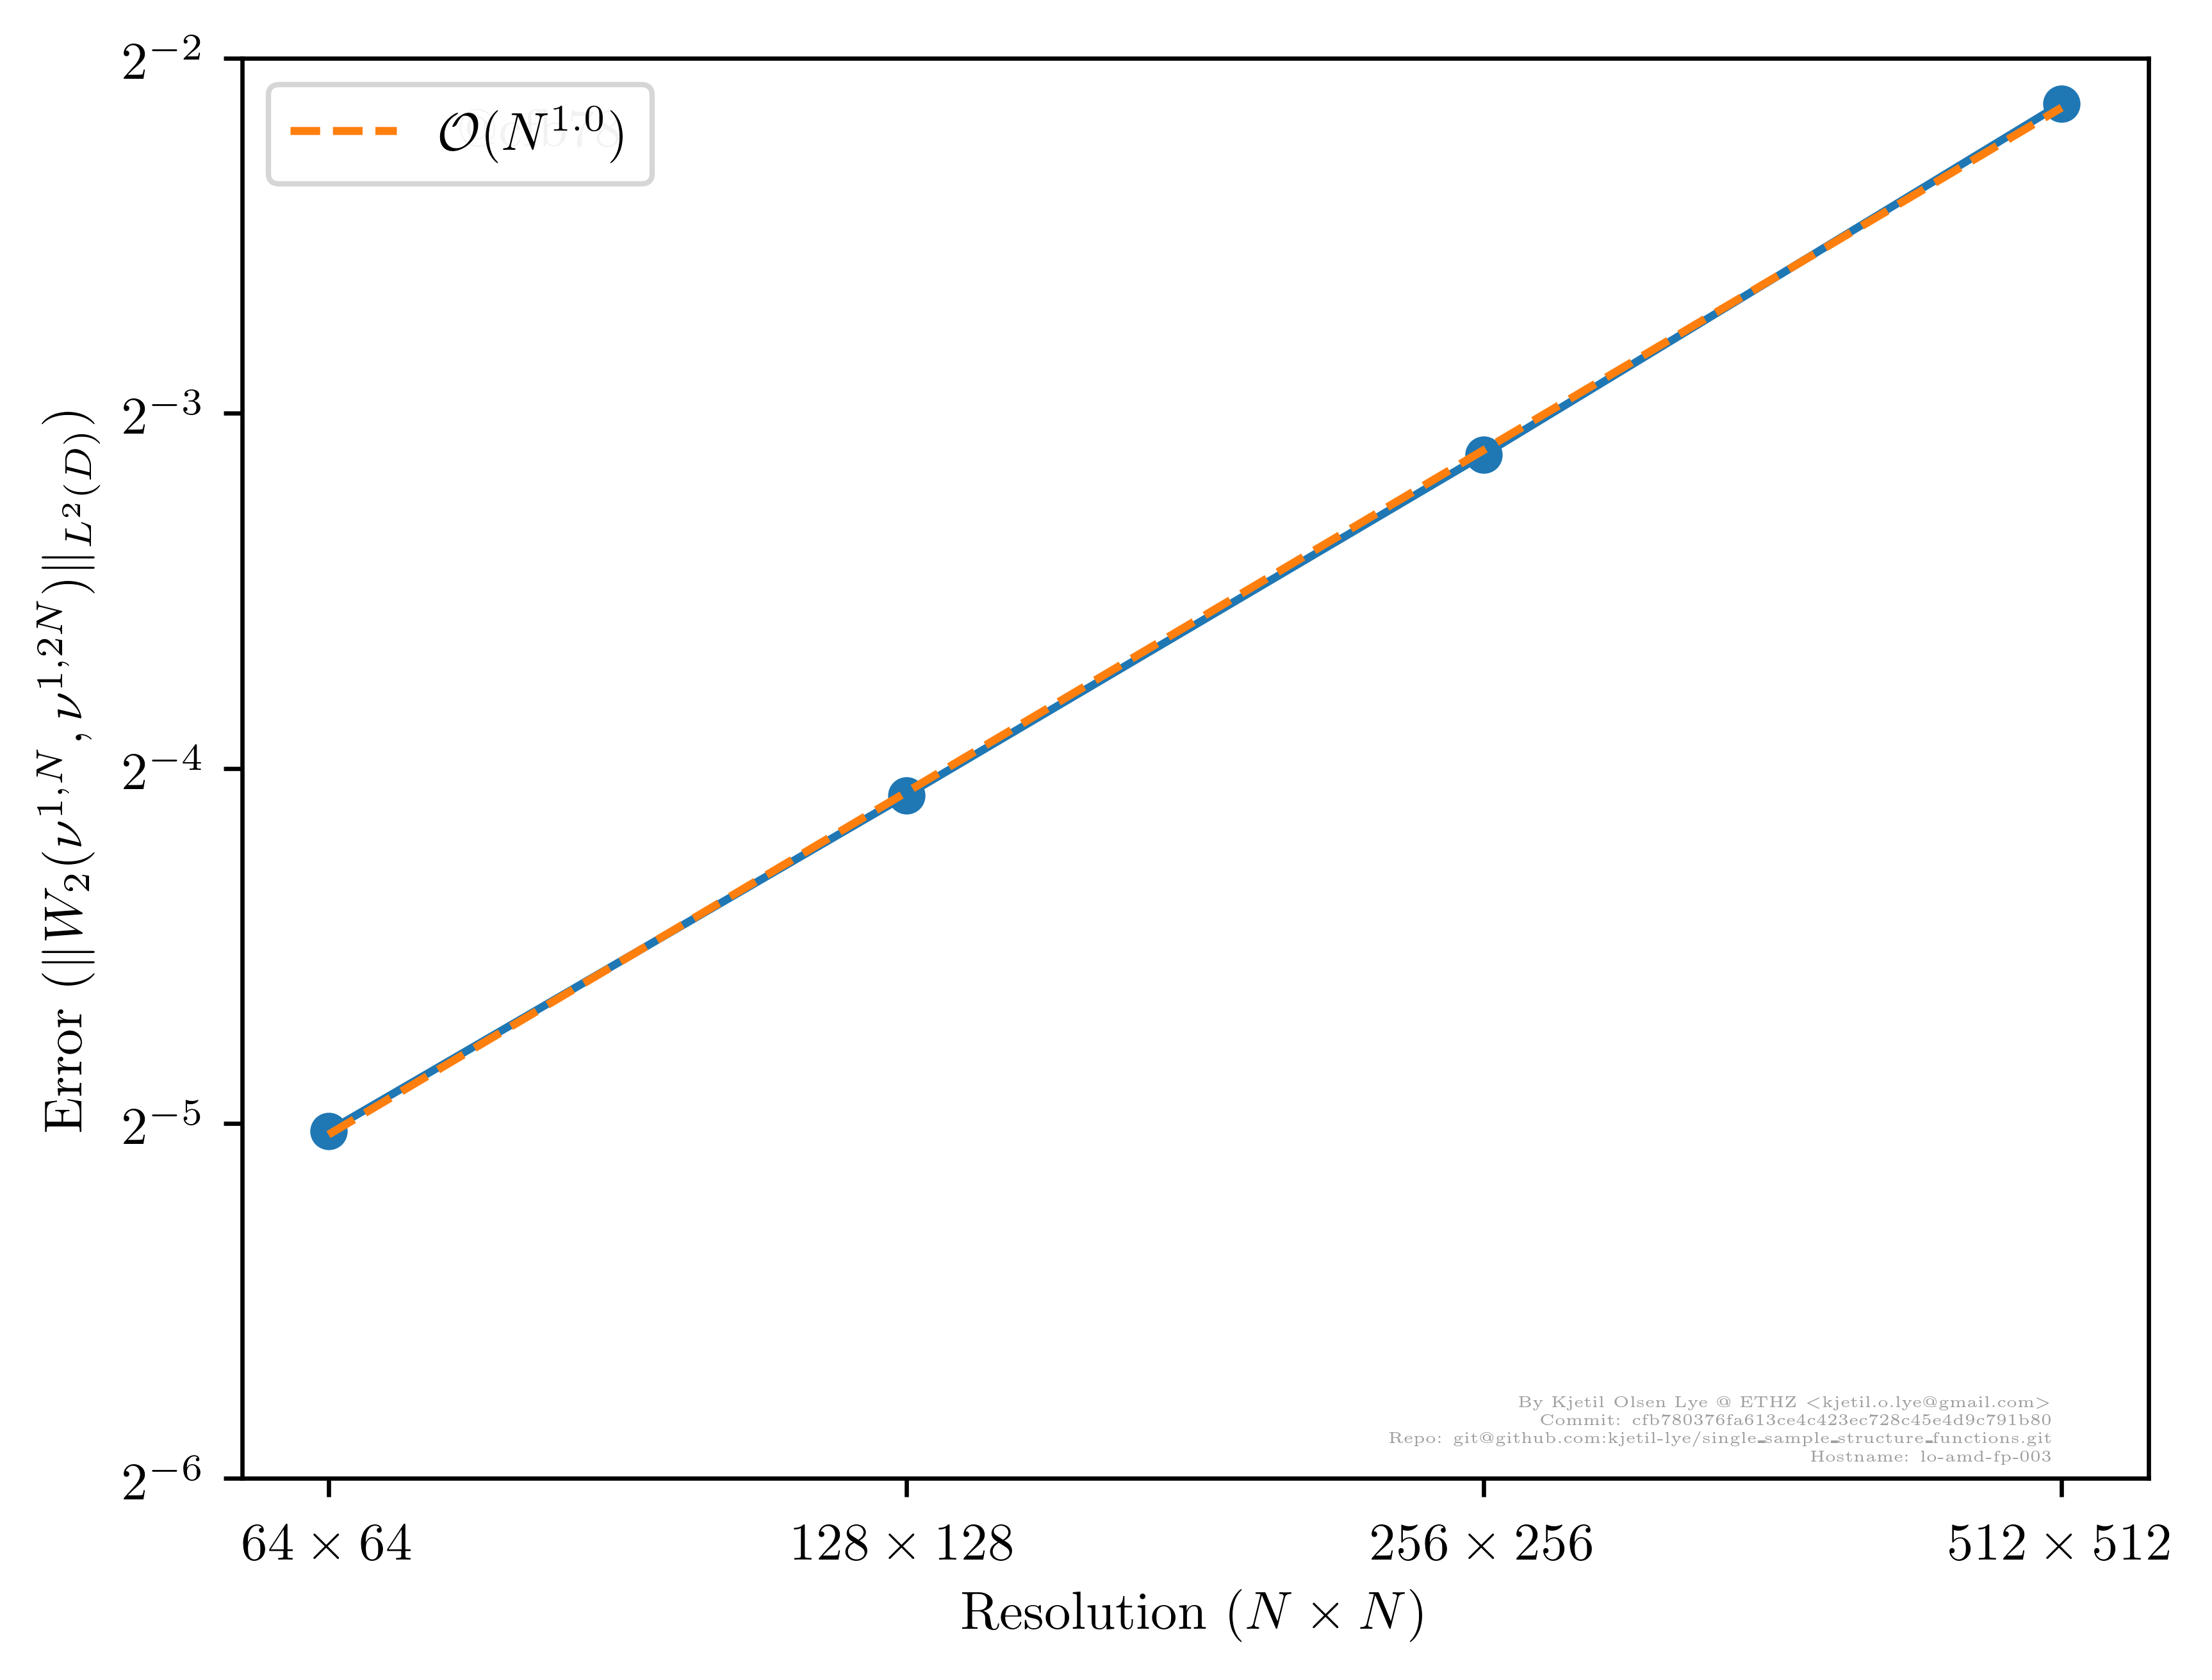 2^{-2}
𝒪(N^{1.0})
2^{-3}
2^{-4}
2^{-5}
2^{-6}
Error (||W_2(ν^{1,N}, ν^{1,2N})||_{L^2(D)})
By Kjetil Olsen Lye @ ETHZ <kjetil.o.lye@gmail.com>
Commit: cfb780376fa613ce4c423ec728c45e4d9c791b80
Repo: git@github.com:kjetil-lye/single_sample_structure_functions.git
Hostname: lo-amd-fp-003
64 × 64
128 × 128
256 × 256
512 × 512
Resolution (N × N)